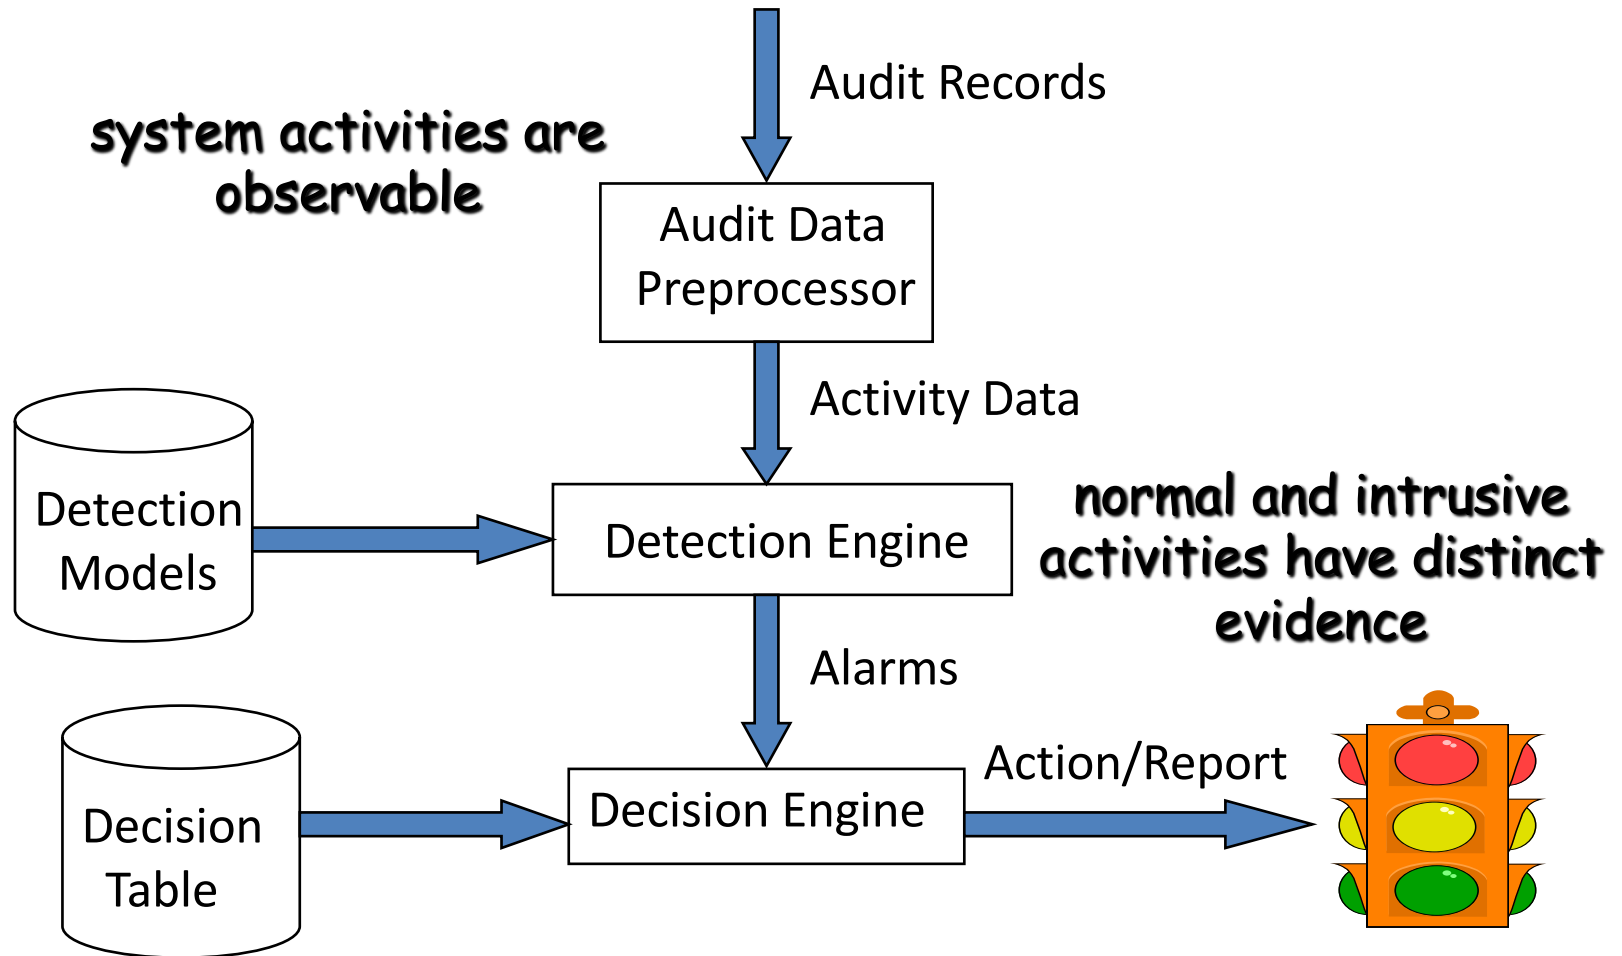 Audit Records
system activities are
observable
Audit Data
Preprocessor
Activity Data
Detection
Models
Detection Engine
normal and intrusive
activities have distinct
evidence
Alarms
Decision
Table
Decision Engine
Action/Report